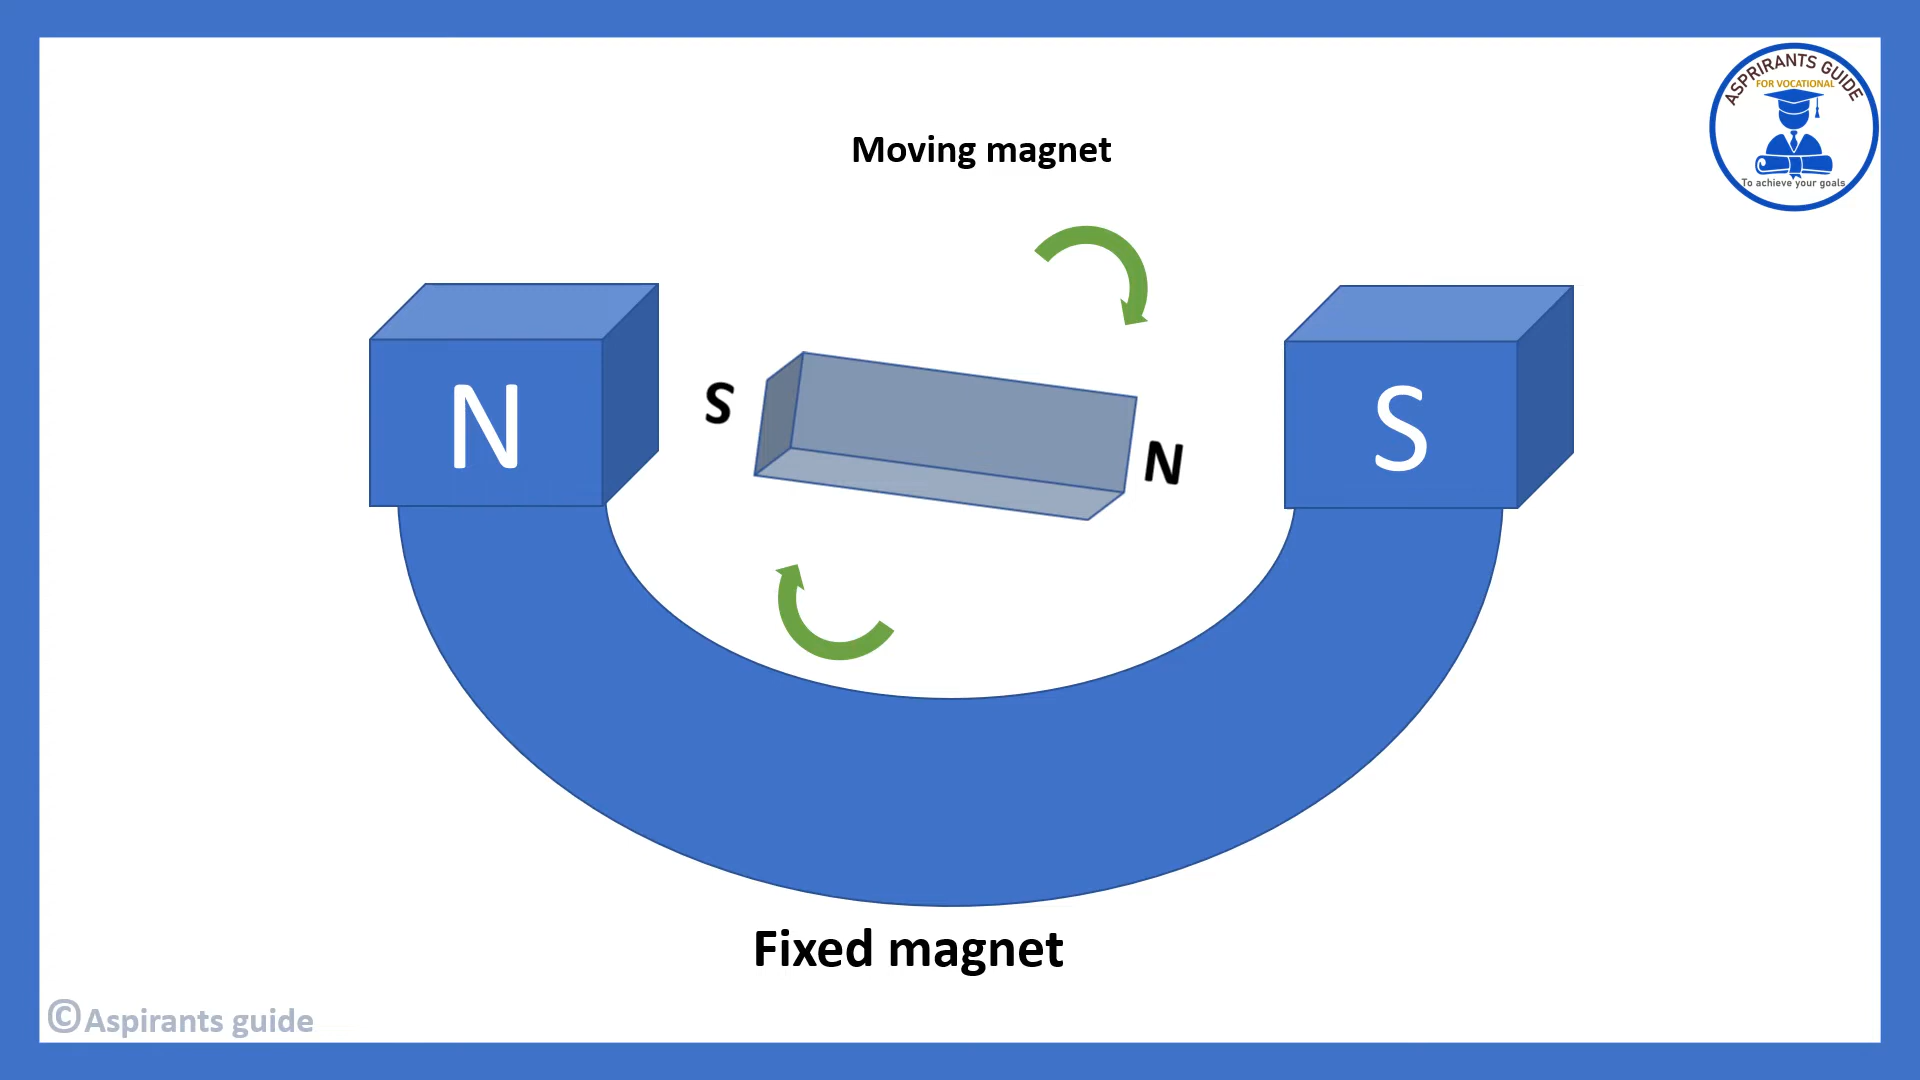 ASPRIRANTS GUIDE
FOR VOCATIONAL
To achieve your goals
Moving magnet
N
S
N
S
Fixed magnet
©Aspirants guide